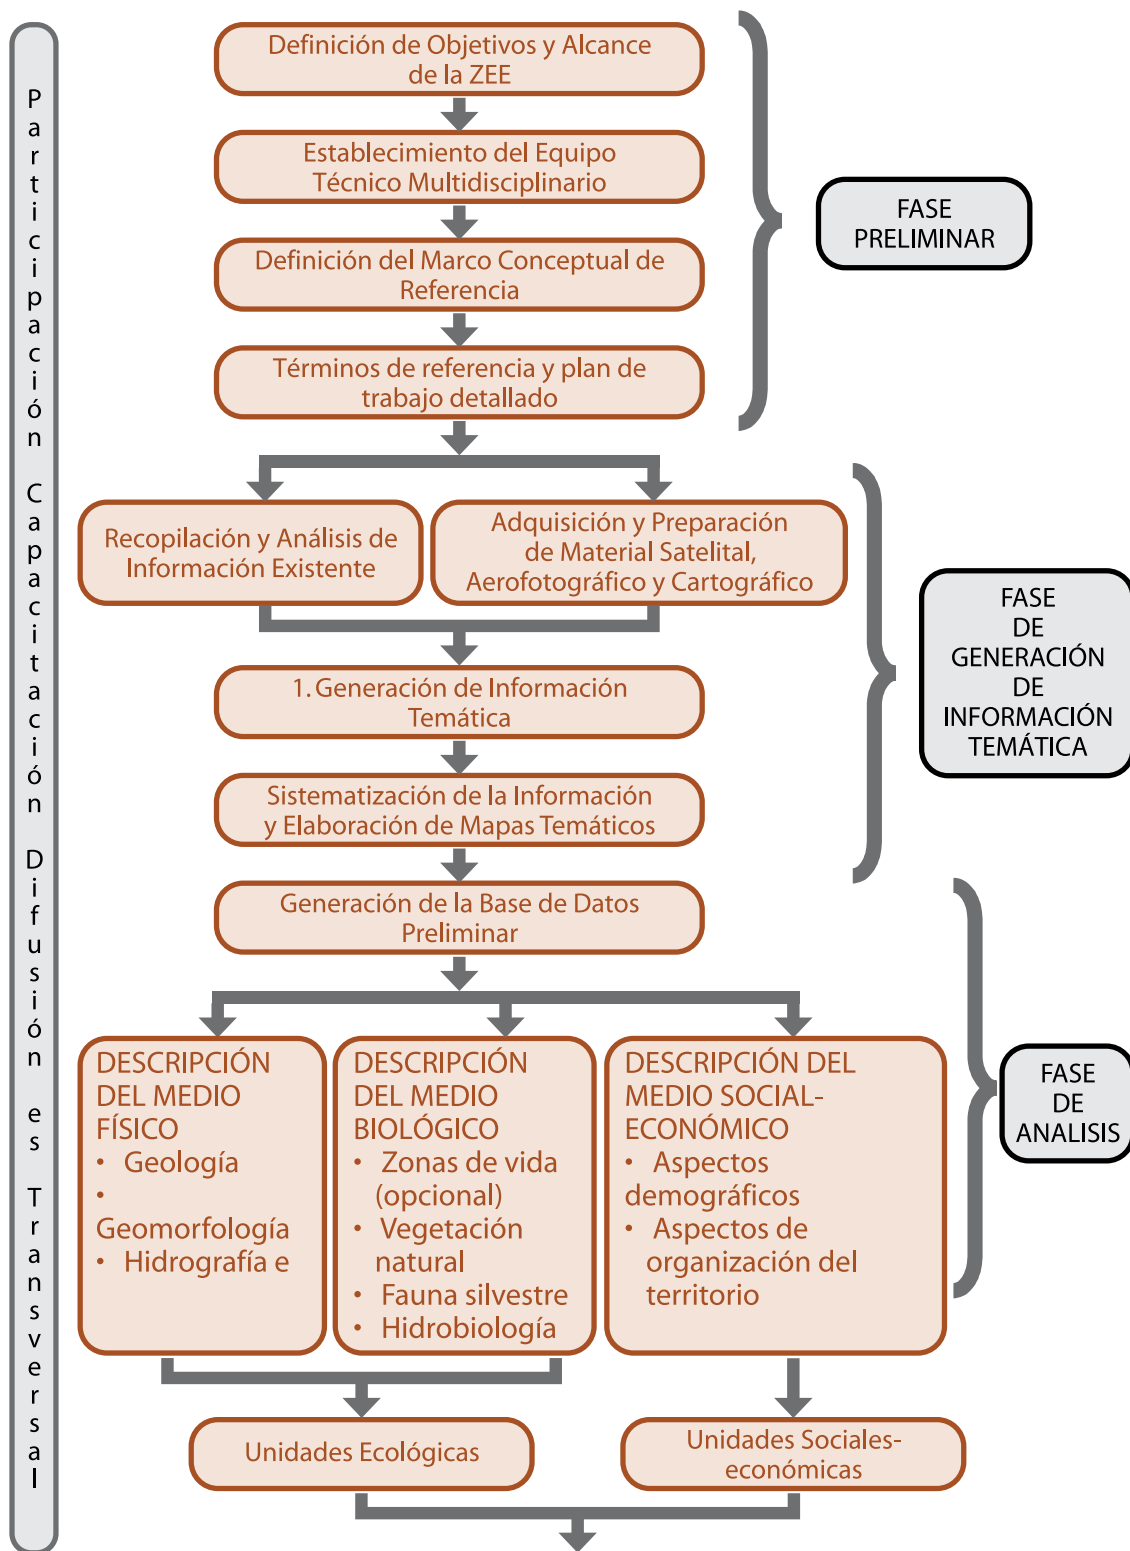 Participación Capacitación Difusión es Transversal
Definición de Objetivos y Alcance
de la ZEE
Establecimiento del Equipo
Técnico Multidisciplinario
Definición del Marco Conceptual de
Referencia
Términos de referencia y plan de
trabajo detallado
FASE
PRELIMINAR
Recopilación y Análisis de
Información Existente
Adquisición y Preparación
de Material Satelital,
Aerofotográfico y Cartográfico
1. Generación de Información
Temática
Sistematización de la Información
y Elaboración de Mapas Temáticos
FASE
DE
GENERACIÓN
DE
INFORMACIÓN
TEMÁTICA
Generación de la Base de Datos
Preliminar
DESCRIPCIÓN
DEL MEDIO
FÍSICO
• Geología
•
Geomorfología
• Hidrografía e
DESCRIPCIÓN
DEL MEDIO
BIOLÓGICO
• Zonas de vida
(opcional)
• Vegetación
natural
• Fauna silvestre
• Hidrobiología
DESCRIPCIÓN DEL
MEDIO SOCIAL-
ECONÓMICO
• Aspectos
demográficos
• Aspectos de
organización del
territorio
FASE
DE
ANALISIS
Unidades Ecológicas
Unidades Sociales-
económicas